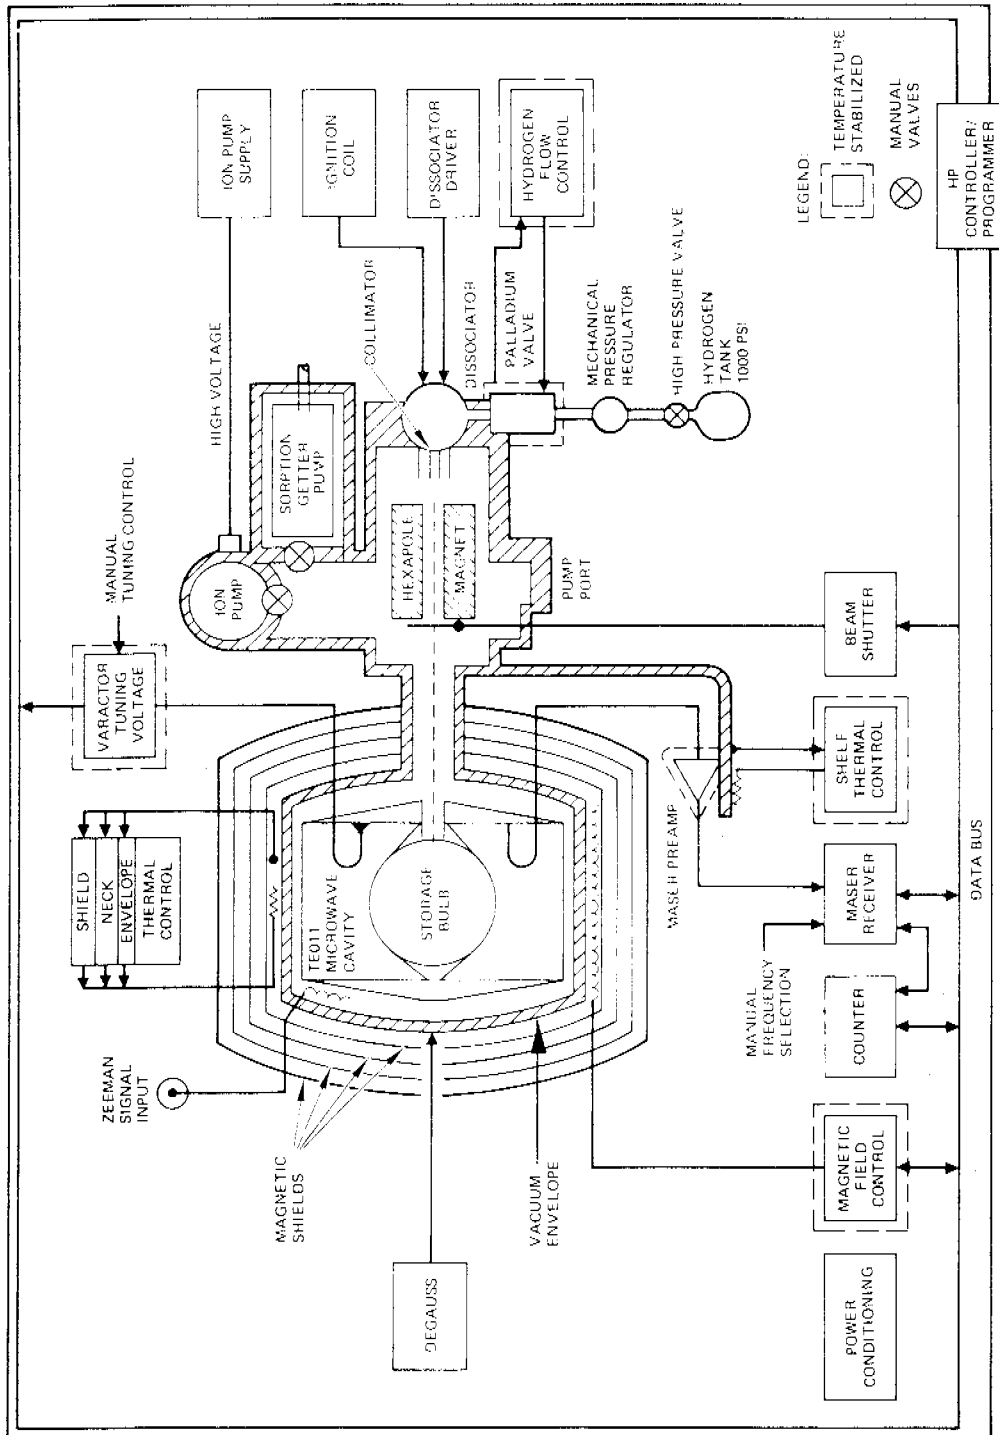 ION PUMP
SUPPLY
IGNITION
COIL
DISSOCIATOR
DRIVER
HYDROGEN
FLOW
CONTROL
LEGEND:
TEMPERATURE
STABILIZED
MANUAL
VALVES
HP
CONTROLLER/
PROGRAMMER
HIGH VOLTAGE
COLLIMATOR
DISSOCIATOR
PALLADIUM
VALVE
MECHANICAL
PRESSURE
REGULATOR
HIGH PRESSURE VALVE
HYDROGEN
TANK
1000 PSI
MANUAL
TUNING CONTROL
SORPTION
GETTER
PUMP
ION
PUMP
HEXAPOLE
MAGNET
PUMP
PORT
BEAM
SHUTTER
VARACTOR
TUNING
VOLTAGE
SHELF
THERMAL
CONTROL
SHIELD
NECK
ENVELOPE
THERMAL
CONTROL
TE011
MICROWAVE
CAVITY
STORAGE
BULB
MASER PREAMP
MASER
RECEIVER
DATA BUS
ZEEMAN
SIGNAL
INPUT
MANUAL
FREQUENCY
SELECTION
COUNTER
MAGNETIC
SHIELDS
VACUUM
ENVELOPE
MAGNETIC
FIELD
CONTROL
DEGAUSS
POWER
CONDITIONING